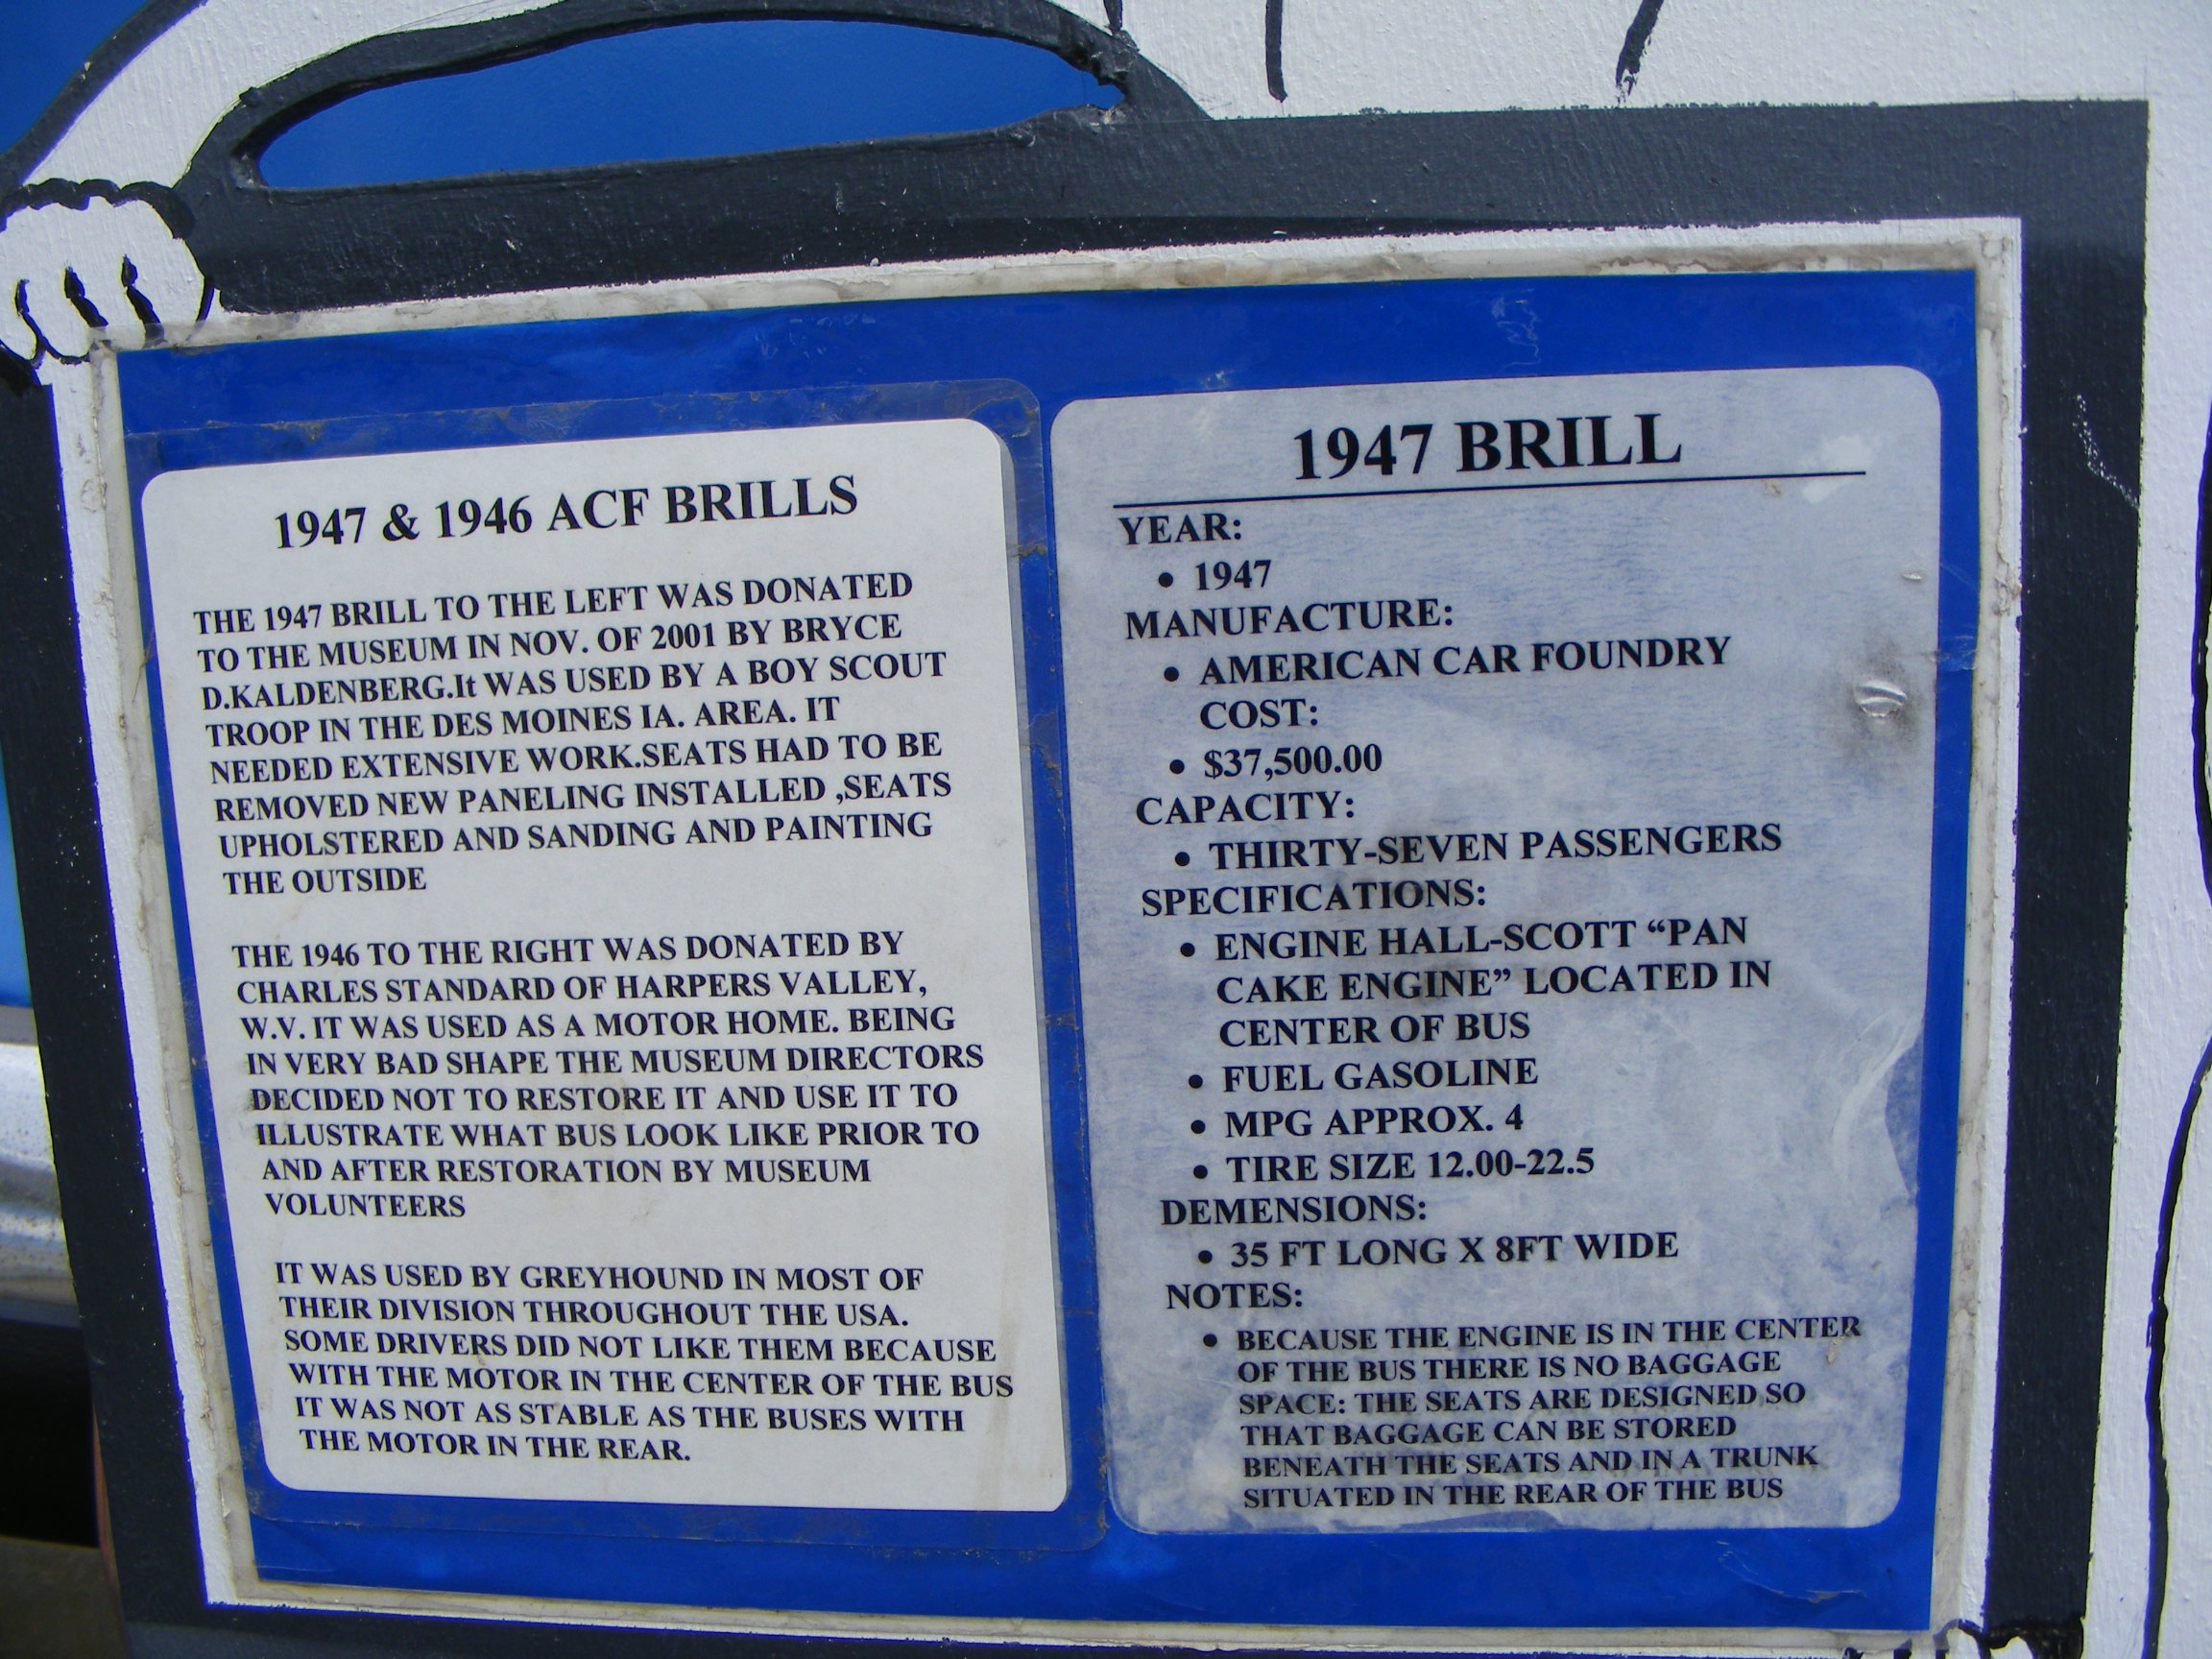 1947 & 1946 ACF BRILLS
THE 1947 BRILL TO THE LEFT WAS DONATED
TO THE MUSEUM IN NOV. OF 2001 BY BRYCE
D.KALDENBERG.It WAS USED BY A BOY SCOUT
TROOP IN THE DES MOINES IA. AREA. IT
NEEDED EXTENSIVE WORK.SEATS HAD TO BE
REMOVED NEW PANELING INSTALLED ,SEATS
UPHOLSTERED AND SANDING AND PAINTING
THE OUTSIDE
THE 1946 TO THE RIGHT WAS DONATED BY
CHARLES STANDARD OF HARPERS VALLEY,
W.V. IT WAS USED AS A MOTOR HOME. BEING
IN VERY BAD SHAPE THE MUSEUM DIRECTORS
DECIDED NOT TO RESTORE IT AND USE IT TO
ILLUSTRATE WHAT BUS LOOK LIKE PRIOR TO
AND AFTER RESTORATION BY MUSEUM
VOLUNTEERS
IT WAS USED BY GREYHOUND IN MOST OF
THEIR DIVISION THROUGHOUT THE USA.
SOME DRIVERS DID NOT LIKE THEM BECAUSE
WITH THE MOTOR IN THE CENTER OF THE BUS
IT WAS NOT AS STABLE AS THE BUSES WITH
THE MOTOR IN THE REAR.
1947 BRILL
YEAR:
• 1947
MANUFACTURE:
• AMERICAN CAR FOUNDRY
COST:
• $37,500.00
CAPACITY:
• THIRTY-SEVEN PASSENGERS
SPECIFICATIONS:
• ENGINE HALL-SCOTT “PAN
CAKE ENGINE” LOCATED IN
CENTER OF BUS
• FUEL GASOLINE
• MPG APPROX. 4
• TIRE SIZE 12.00-22.5
DEMENSIONS:
• 35 FT LONG X 8FT WIDE
NOTES:
• BECAUSE THE ENGINE IS IN THE CENTER
OF THE BUS THERE IS NO BAGGAGE
SPACE: THE SEATS ARE DESIGNED SO
THAT BAGGAGE CAN BE STORED
BENEATH THE SEATS AND IN A TRUNK
SITUATED IN THE REAR OF THE BUS